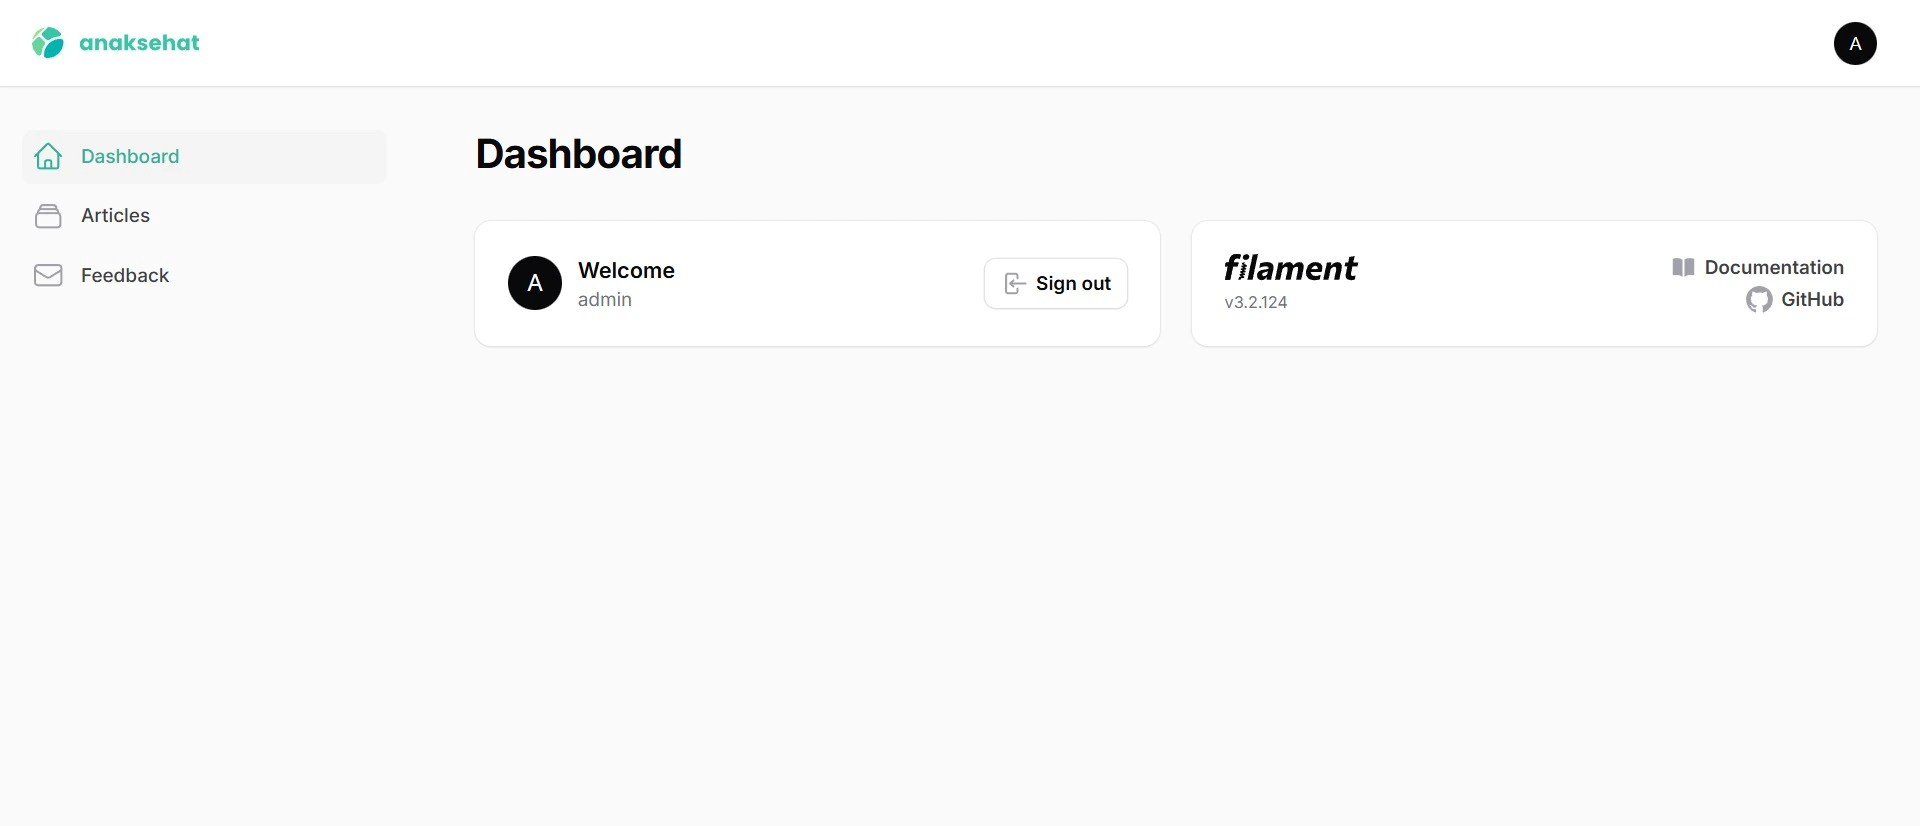 anaksehat
A
Dashboard
Articles
Feedback
Dashboard
A
Welcome
admin
Sign out
filament
v3.2.124
Documentation
GitHub